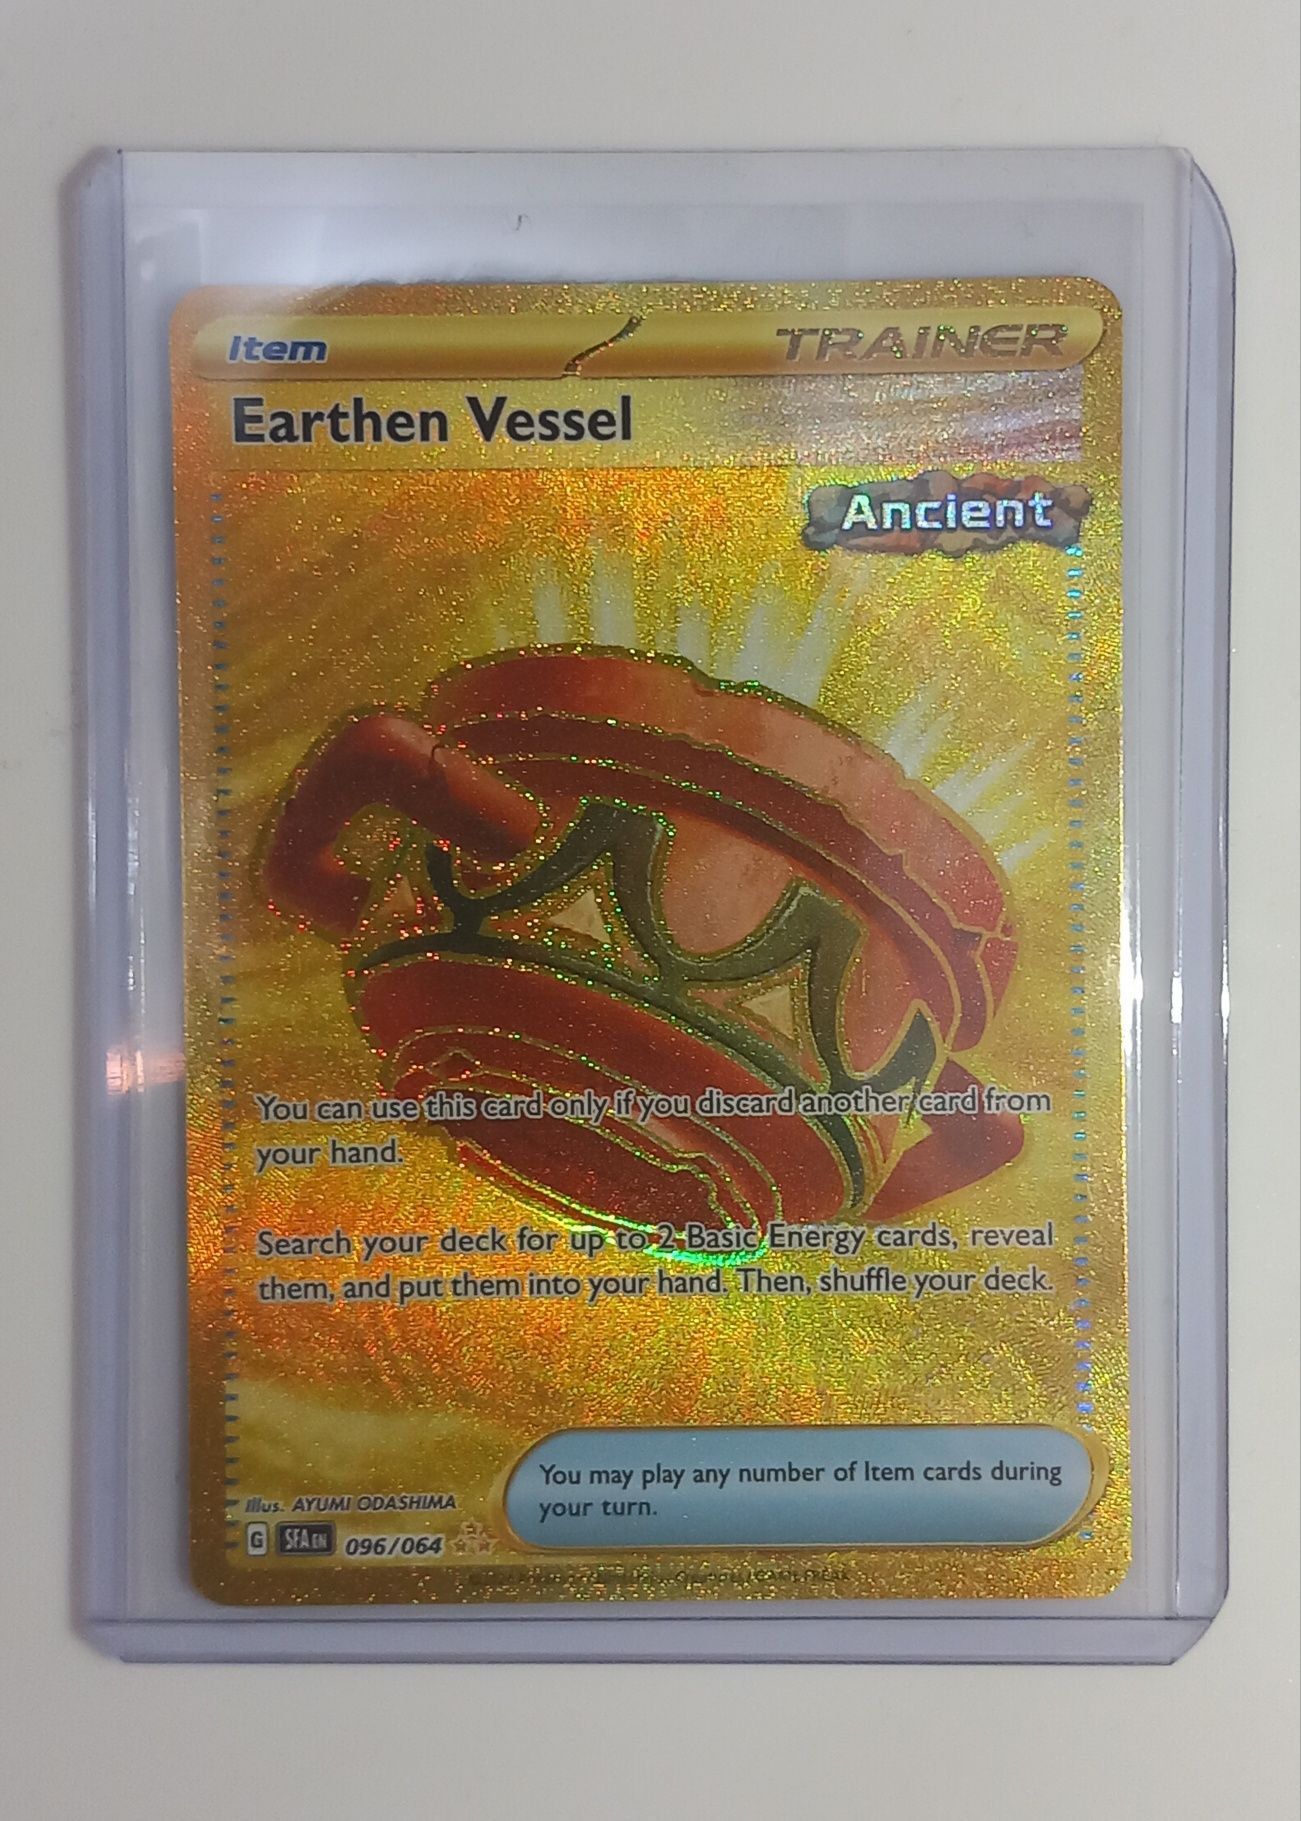 Item
TRAINER
Earthen Vessel
Ancient
You can use this card only if you discard another card from
your hand.
Search your deck for up to 2 Basic Energy cards, reveal
them, and put them into your hand. Then, shuffle your deck.
You may play any number of Item cards during
your turn.
Illus. AYUMI ODASHIMA
G SFA EN 096/064
GAME FREAK